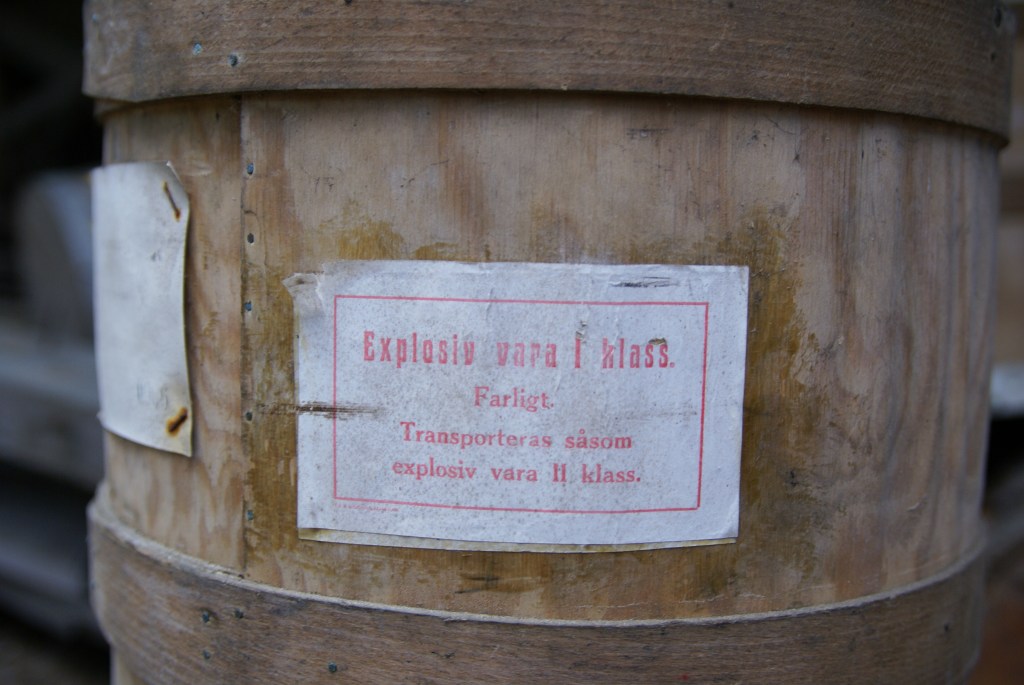 Explosiv vara I klass.
Farligt.
Transporteras såsom
explosiv vara II klass.